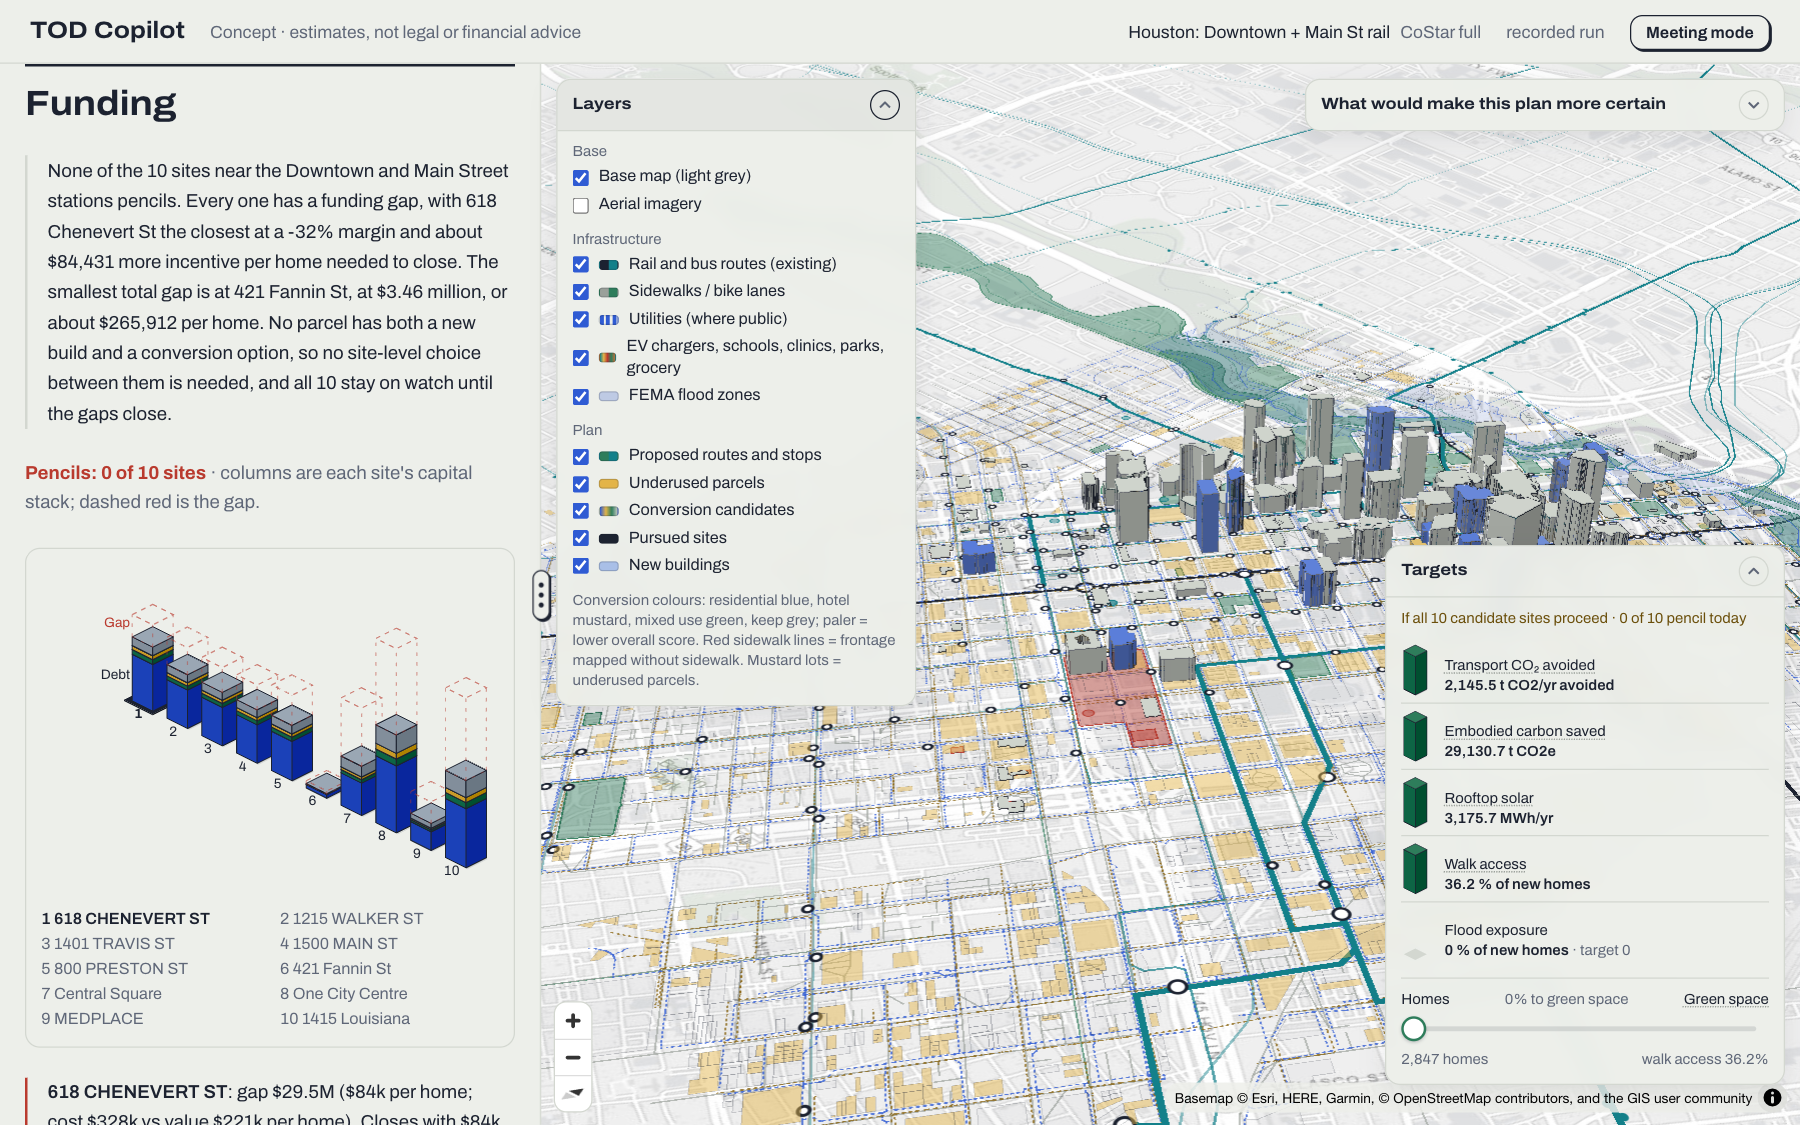 TOD Copilot
Concept · estimates, not legal or financial advice
Houston: Downtown + Main St rail
CoStar full
recorded run
Meeting mode
Funding
None of the 10 sites near the Downtown and Main Street
stations pencils. Every one has a funding gap, with 618
Chenevert St the closest at a -32% margin and about
$84,431 more incentive per home needed to close. The
smallest total gap is at 421 Fannin St, at $3.46 million, or
about $265,912 per home. No parcel has both a new
build and a conversion option, so no site-level choice
between them is needed, and all 10 stay on watch until
the gaps close.
Pencils: 0 of 10 sites · columns are each site's capital
stack; dashed red is the gap.
Gap
Debt
1
2
3
4
5
6
7
8
9
10
1 618 CHENEVERT ST
2 1215 WALKER ST
3 1401 TRAVIS ST
4 1500 MAIN ST
5 800 PRESTON ST
6 421 Fannin St
7 Central Square
8 One City Centre
9 MEDPLACE
10 1415 Louisiana
618 CHENEVERT ST: gap $29.5M ($84k per home;
cost $328k vs value $221k per home). Closes with $84k
Layers
Base
Base map (light grey)
Aerial imagery
Infrastructure
Rail and bus routes (existing)
Sidewalks / bike lanes
Utilities (where public)
EV chargers, schools, clinics, parks,
grocery
FEMA flood zones
Plan
Proposed routes and stops
Underused parcels
Conversion candidates
Pursued sites
New buildings
Conversion colours: residential blue, hotel
mustard, mixed use green, keep grey; paler =
lower overall score. Red sidewalk lines = frontage
mapped without sidewalk. Mustard lots =
underused parcels.
What would make this plan more certain
ALAMO ST
Targets
If all 10 candidate sites proceed · 0 of 10 pencil today
Transport CO₂ avoided
2,145.5 t CO2/yr avoided
Embodied carbon saved
29,130.7 t CO2e
Rooftop solar
3,175.7 MWh/yr
Walk access
36.2 % of new homes
Flood exposure
0 % of new homes · target 0
Homes
0% to green space
Green space
2,847 homes
walk access 36.2%
Basemap © Esri, HERE, Garmin, © OpenStreetMap contributors, and the GIS user community